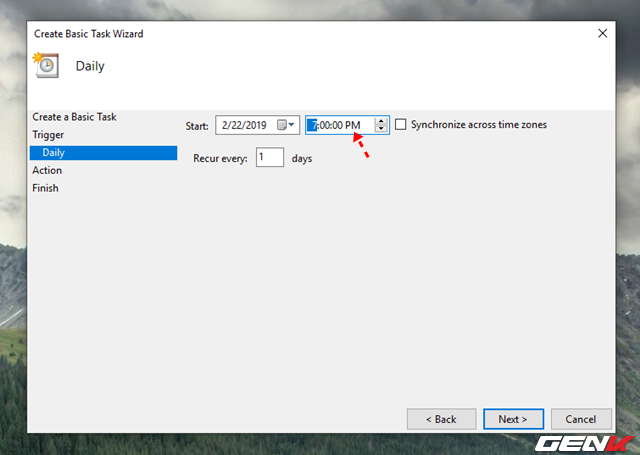 Create Basic Task Wizard
Daily
Create a Basic Task
Trigger
Daily
Action
Finish
Start: 2/22/2019 7:00:00 PM Synchronize across time zones
Recur every: 1 days
< Back Next > Cancel
GENK